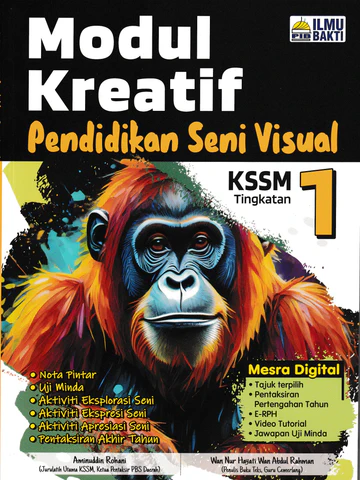 Modul
Kreatif
PIB
ILMU
BAKTI
Pendidikan Seni Visual
KSSM
Tingkatan
1
• Nota Pintar
• Uji Minda
• Aktiviti Eksplorasi Seni
• Aktiviti Ekspresi Seni
• Aktiviti Apresiasi Seni
• Pentaksiran Akhir Tahun
Mesra Digital
• Tajuk terpilih
• Pentaksiran
Pertengahan Tahun
• E-RPH
• Video Tutorial
• Jawapan Uji Minda
Aminuddin Rohani
(Jurulatih Utama KSSM, Ketua Pentaksir PBS Daerah)
Wan Nur Hayati Wan Abdul Rahman
(Penulis Buku Teks, Guru Cemerlang)